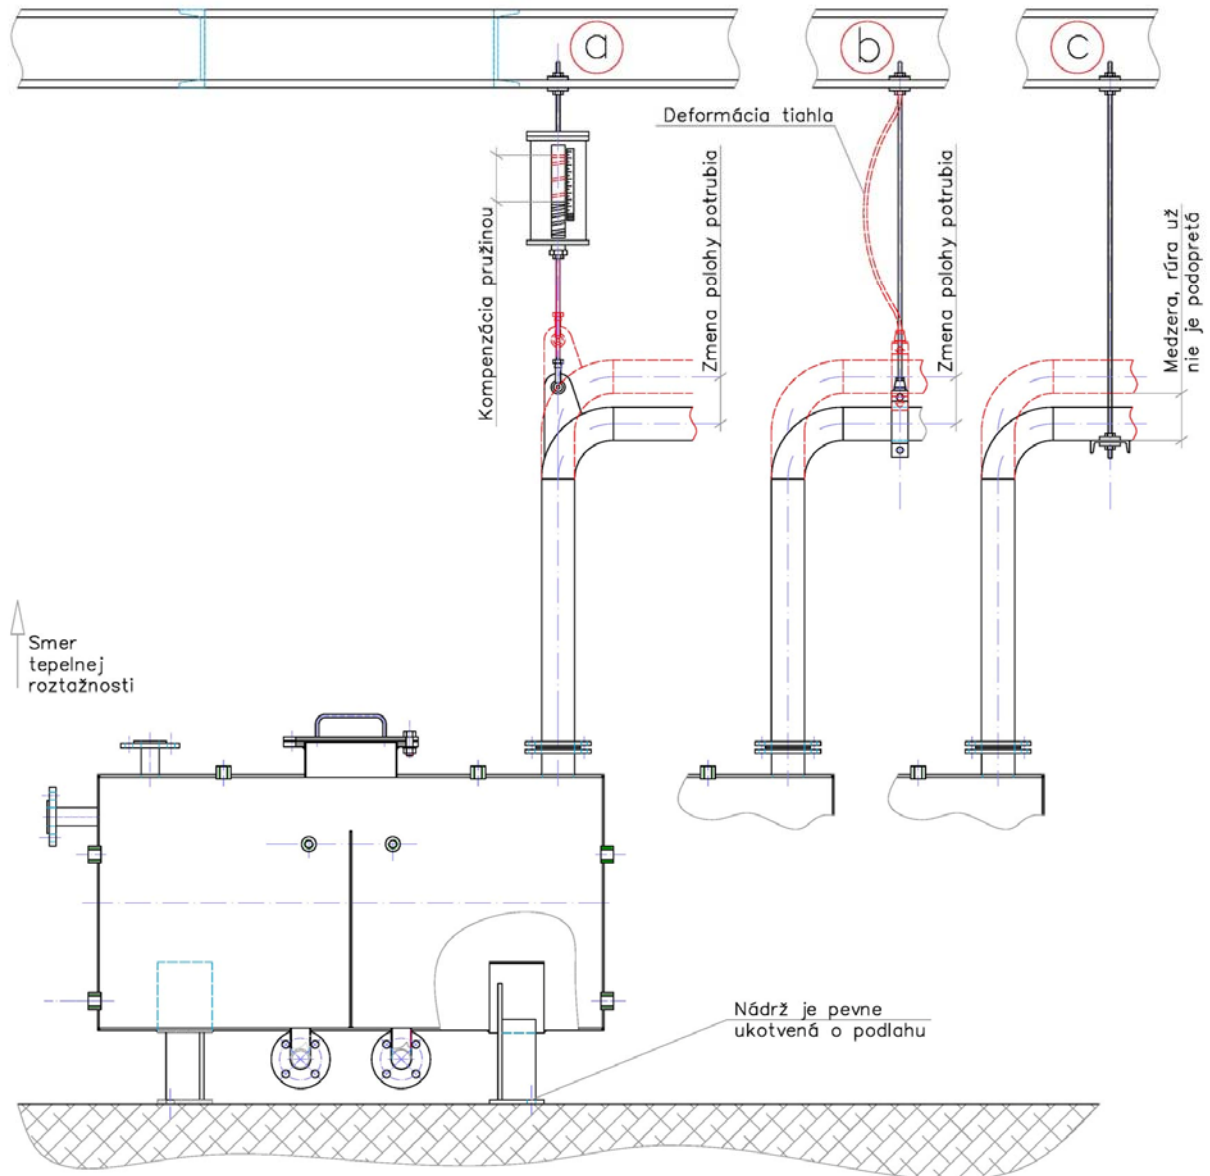 a
b
c
Deformácia tiahla
Kompenzácia pružinou
Zmena polohy potrubia
Zmena polohy potrubia
Medzera, rúra už
nie je podopretá
Smer
tepelnej
roztažnosti
Nádrž je pevne
ukotvená o podlahu